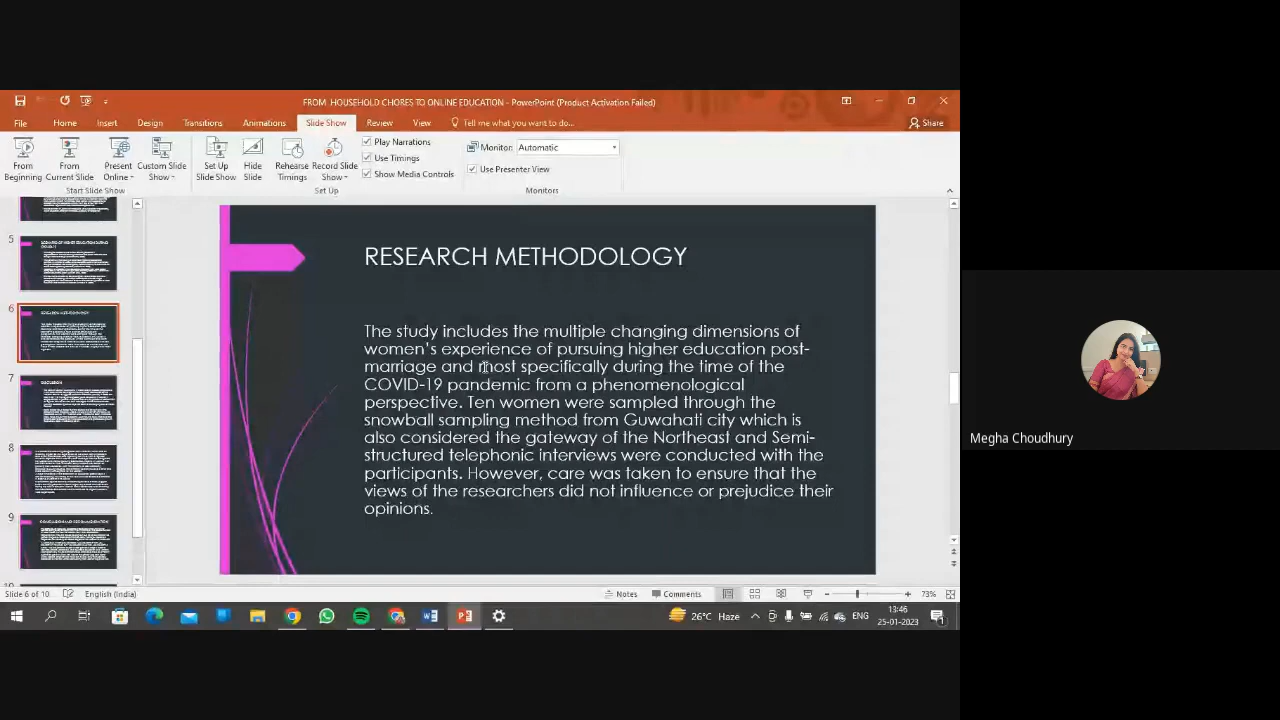 FROM HOUSEHOLD CHORES TO ONLINE EDUCATION - PowerPoint (Product Activation Failed)
File Home Insert Design Transitions Animations Slide Show Review View Tell me what you want to do... Share
From Beginning
From Current Slide
Present Online
Custom Slide Show
Start Slide Show
Set Up Slide Show
Hide Slide
Rehearse Timings
Record Slide Show
Play Narrations
Use Timings
Show Media Controls
Set Up
Monitor: Automatic
Use Presenter View
Monitors
5
6
7
8
9
RESEARCH METHODOLOGY
The study includes the multiple changing dimensions of
women's experience of pursuing higher education post-
marriage and most specifically during the time of the
COVID-19 pandemic from a phenomenological
perspective. Ten women were sampled through the
snowball sampling method from Guwahati city which is
also considered the gateway of the Northeast and Semi-
structured telephonic interviews were conducted with the
participants. However, care was taken to ensure that the
views of the researchers did not influence or prejudice their
opinions.
Megha Choudhury
Slide 6 of 10 English (India) Notes Comments 73%
26°C Haze ENG 13:46
25-01-2023